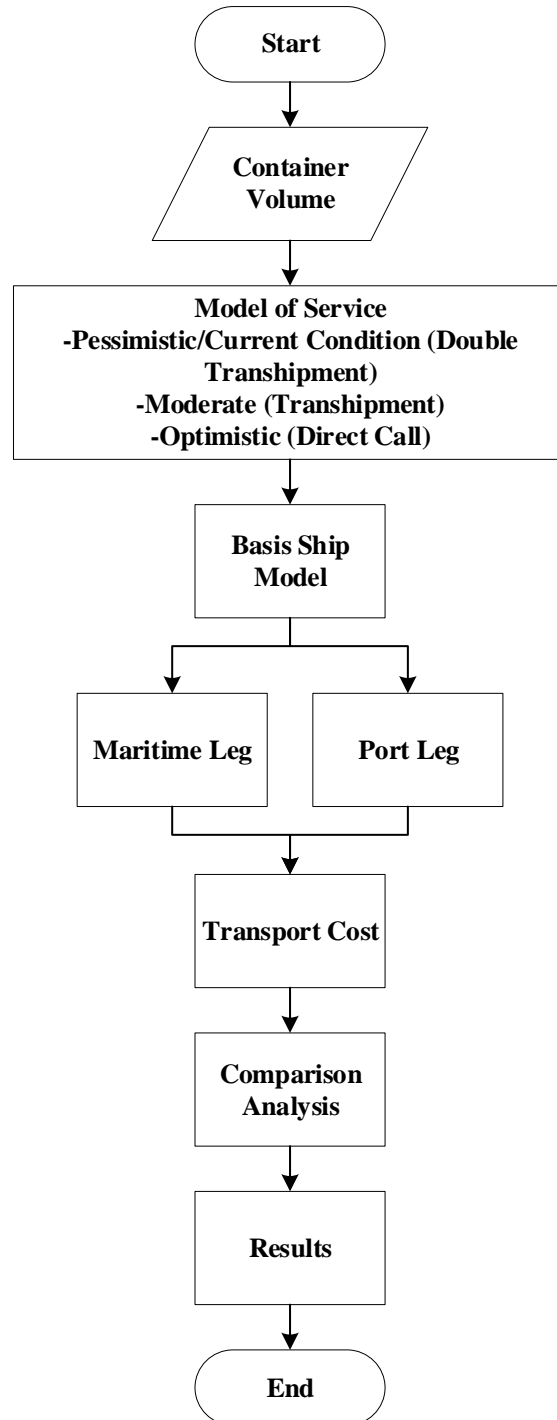 Start
Container
Volume
Model of Service
-Pessimistic/Current Condition (Double
Transhipment)
-Moderate (Transhipment)
-Optimistic (Direct Call)
Basis Ship
Model
Maritime Leg
Port Leg
Transport Cost
Comparison
Analysis
Results
End